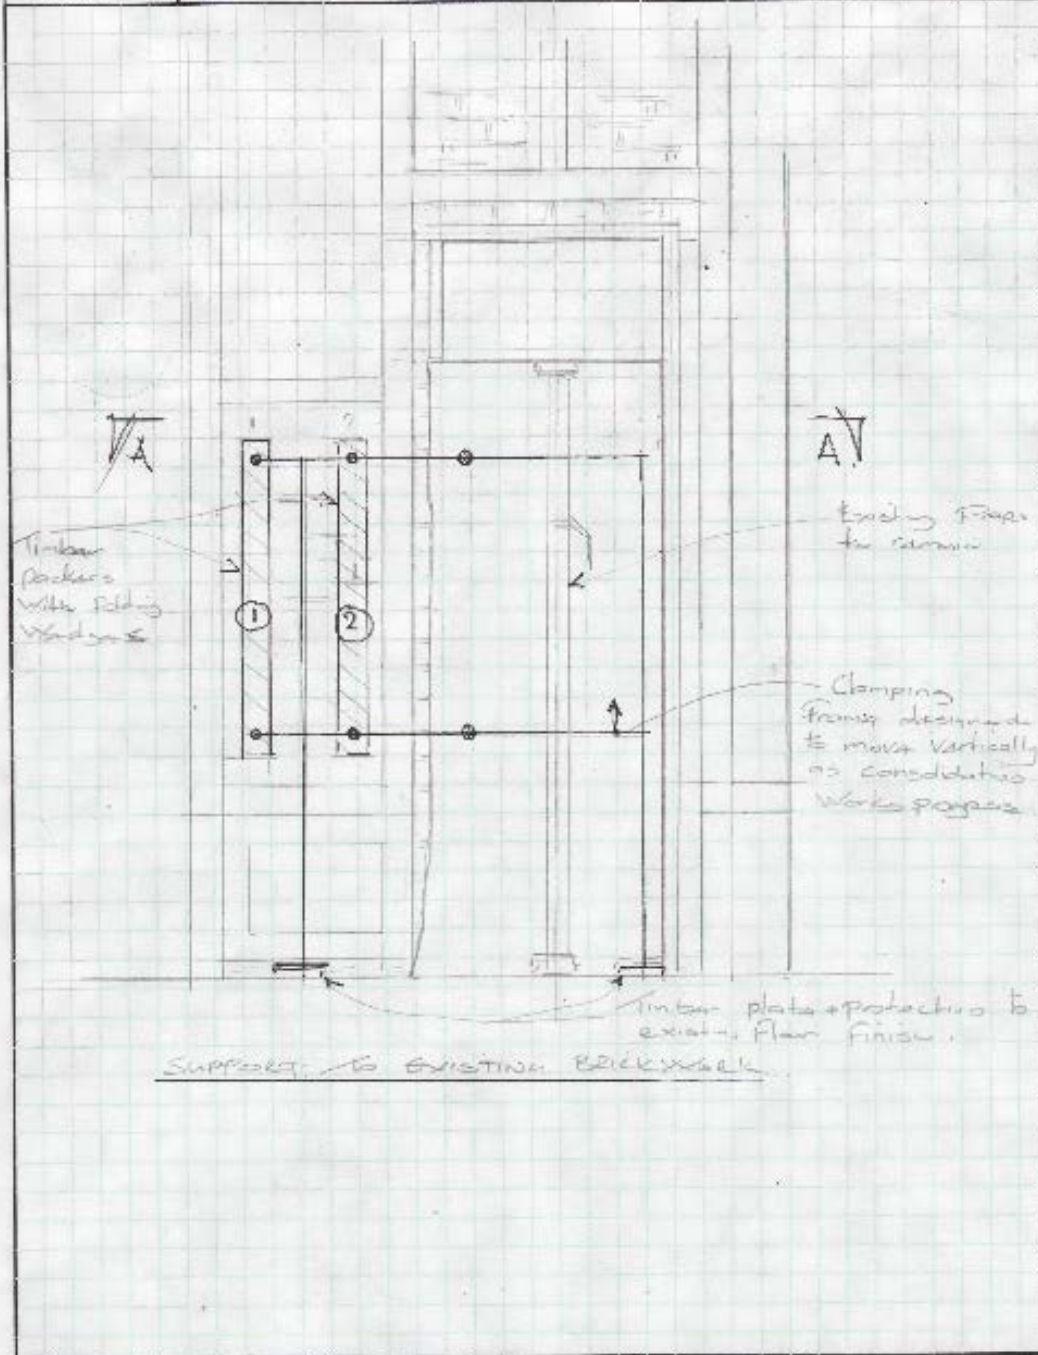 1 2
A A
Timber
packers
with folding
wedges
1
2
Existing
to remain
Clamping
Frame designed
to move vertically
as consolidation
works progress
Timber plate + protection to
existing floor finish.
SUPPORT TO EXISTING BRICKWORK